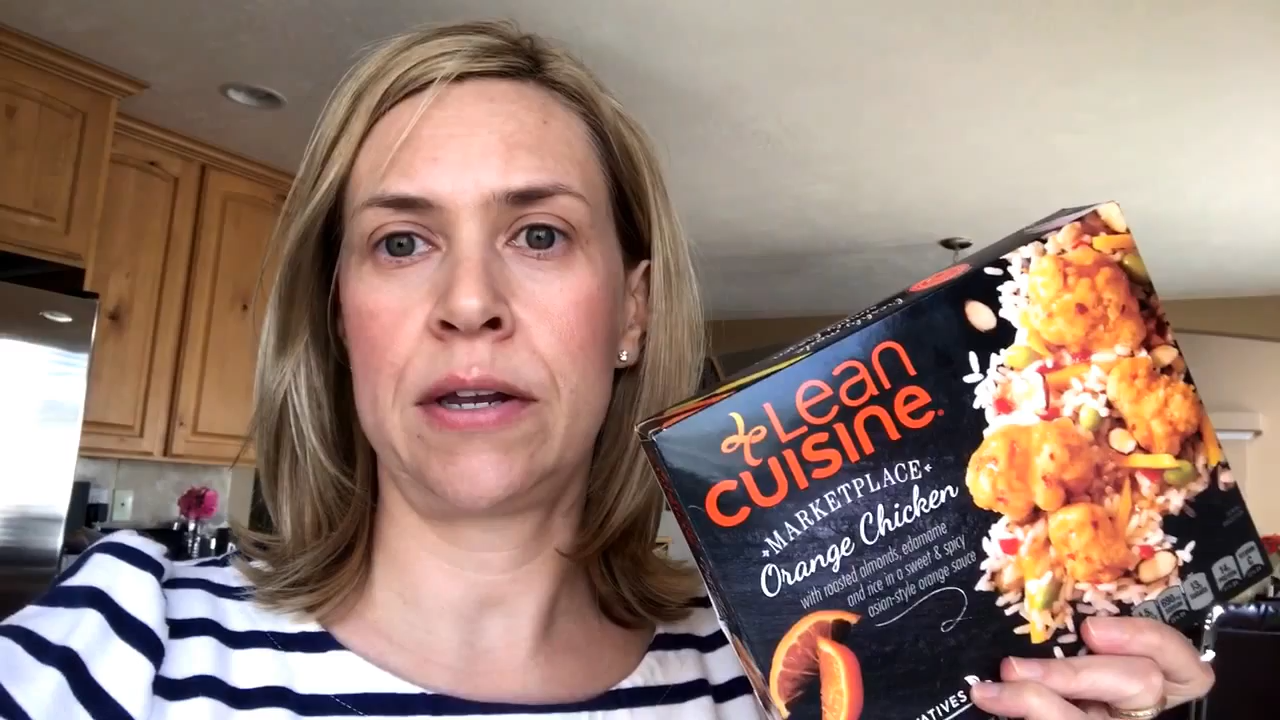 Lean
CUISINE
MARKETPLACE
Orange Chicken
with roasted almonds, edamame
and rice in a sweet & spicy
asian-style orange sauce